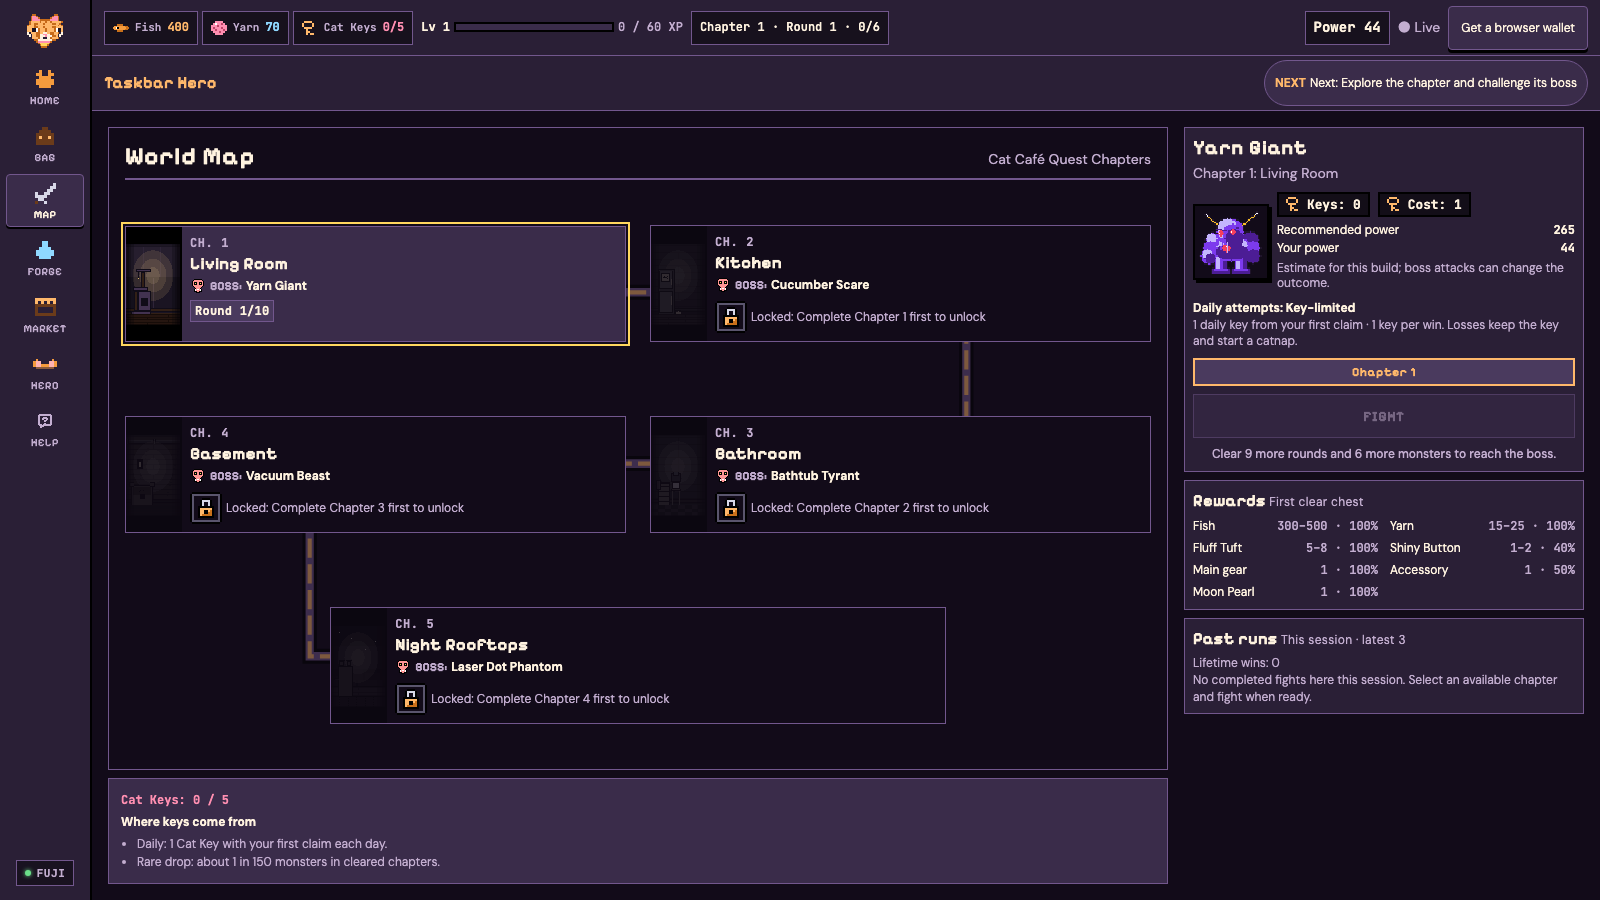 Fish 400
Yarn 70
Cat Keys 0/5
Lv 1
0 / 60 XP
Chapter 1 · Round 1 · 0/6
Power 44
Live
Get a browser wallet
HOME
BAG
MAP
FORGE
MARKET
HERO
HELP
FUJI
Taskbar Hero
NEXT Next: Explore the chapter and challenge its boss
World Map
Cat Café Quest Chapters
CH. 1
Living Room
BOSS: Yarn Giant
Round 1/10
CH. 2
Kitchen
BOSS: Cucumber Scare
Locked: Complete Chapter 1 first to unlock
CH. 4
Basement
BOSS: Vacuum Beast
Locked: Complete Chapter 3 first to unlock
CH. 3
Bathroom
BOSS: Bathtub Tyrant
Locked: Complete Chapter 2 first to unlock
CH. 5
Night Rooftops
BOSS: Laser Dot Phantom
Locked: Complete Chapter 4 first to unlock
Cat Keys: 0 / 5
Where keys come from
• Daily: 1 Cat Key with your first claim each day.
• Rare drop: about 1 in 150 monsters in cleared chapters.
Yarn Giant
Chapter 1: Living Room
Keys: 0
Cost: 1
Recommended power 265
Your power 44
Estimate for this build; boss attacks can change the
outcome.
Daily attempts: Key-limited
1 daily key from your first claim · 1 key per win. Losses keep the key
and start a catnap.
Chapter 1
FIGHT
Clear 9 more rounds and 6 more monsters to reach the boss.
Rewards First clear chest
Fish 300–500 · 100% Yarn 15–25 · 100%
Fluff Tuft 5–8 · 100% Shiny Button 1–2 · 40%
Main gear 1 · 100% Accessory 1 · 50%
Moon Pearl 1 · 100%
Past runs This session · latest 3
Lifetime wins: 0
No completed fights here this session. Select an available chapter
and fight when ready.